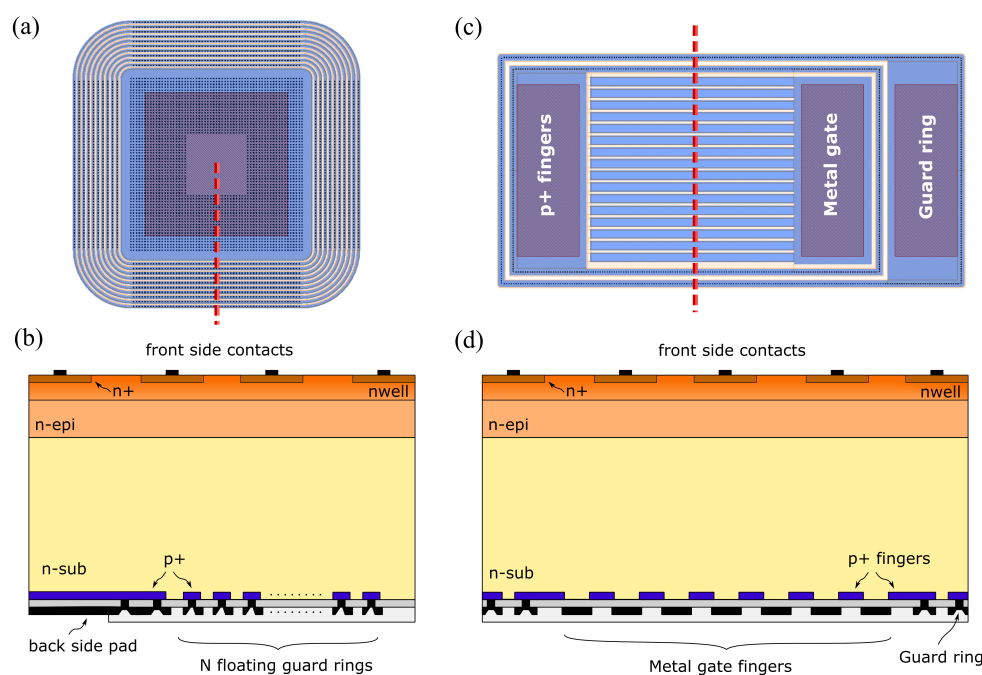 (a)
(c)
p+ fingers
Metal gate
Guard ring
(b)
front side contacts
n+
nwell
n-epi
n-sub
p+
back side pad
N floating guard rings
(d)
front side contacts
n+
nwell
n-epi
n-sub
p+ fingers
Metal gate fingers
Guard ring